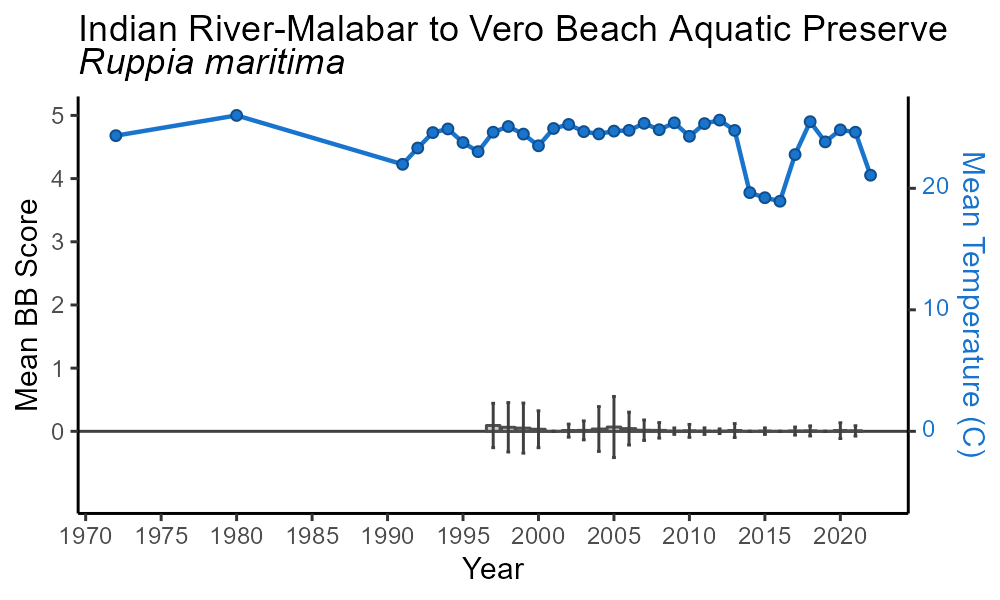 Indian River-Malabar to Vero Beach Aquatic Preserve
Ruppia maritima
5
4
3
2
1
0
Mean BB Score
20
10
0
Mean Temperature (C)
1970 1975 1980 1985 1990 1995 2000 2005 2010 2015 2020
Year